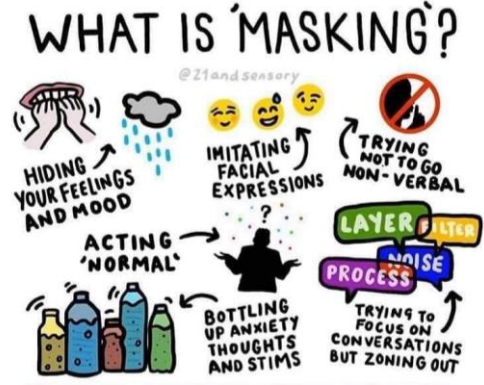 WHAT IS 'MASKING'?
@21andsensory
HIDING
YOUR FEELINGS
AND MOOD
IMITATING
FACIAL
EXPRESSIONS
TRYING
NOT TO GO
NON-VERBAL
ACTING
'NORMAL'
?
LAYER
FILTER
NOISE
PROCESS
BOTTLING
UP ANXIETY
THOUGHTS
AND STIMS
TRYING TO
FOCUS ON
CONVERSATIONS
BUT ZONING OUT